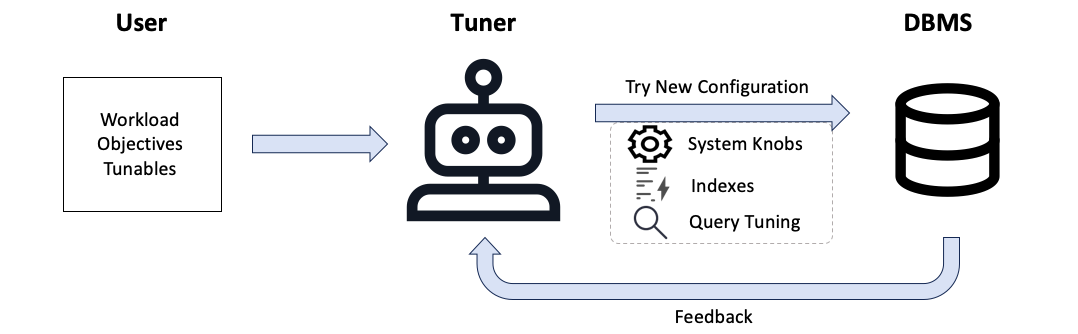 User
Tuner
DBMS
Workload
Objectives
Tunables
Try New Configuration
System Knobs
Indexes
Query Tuning
Feedback